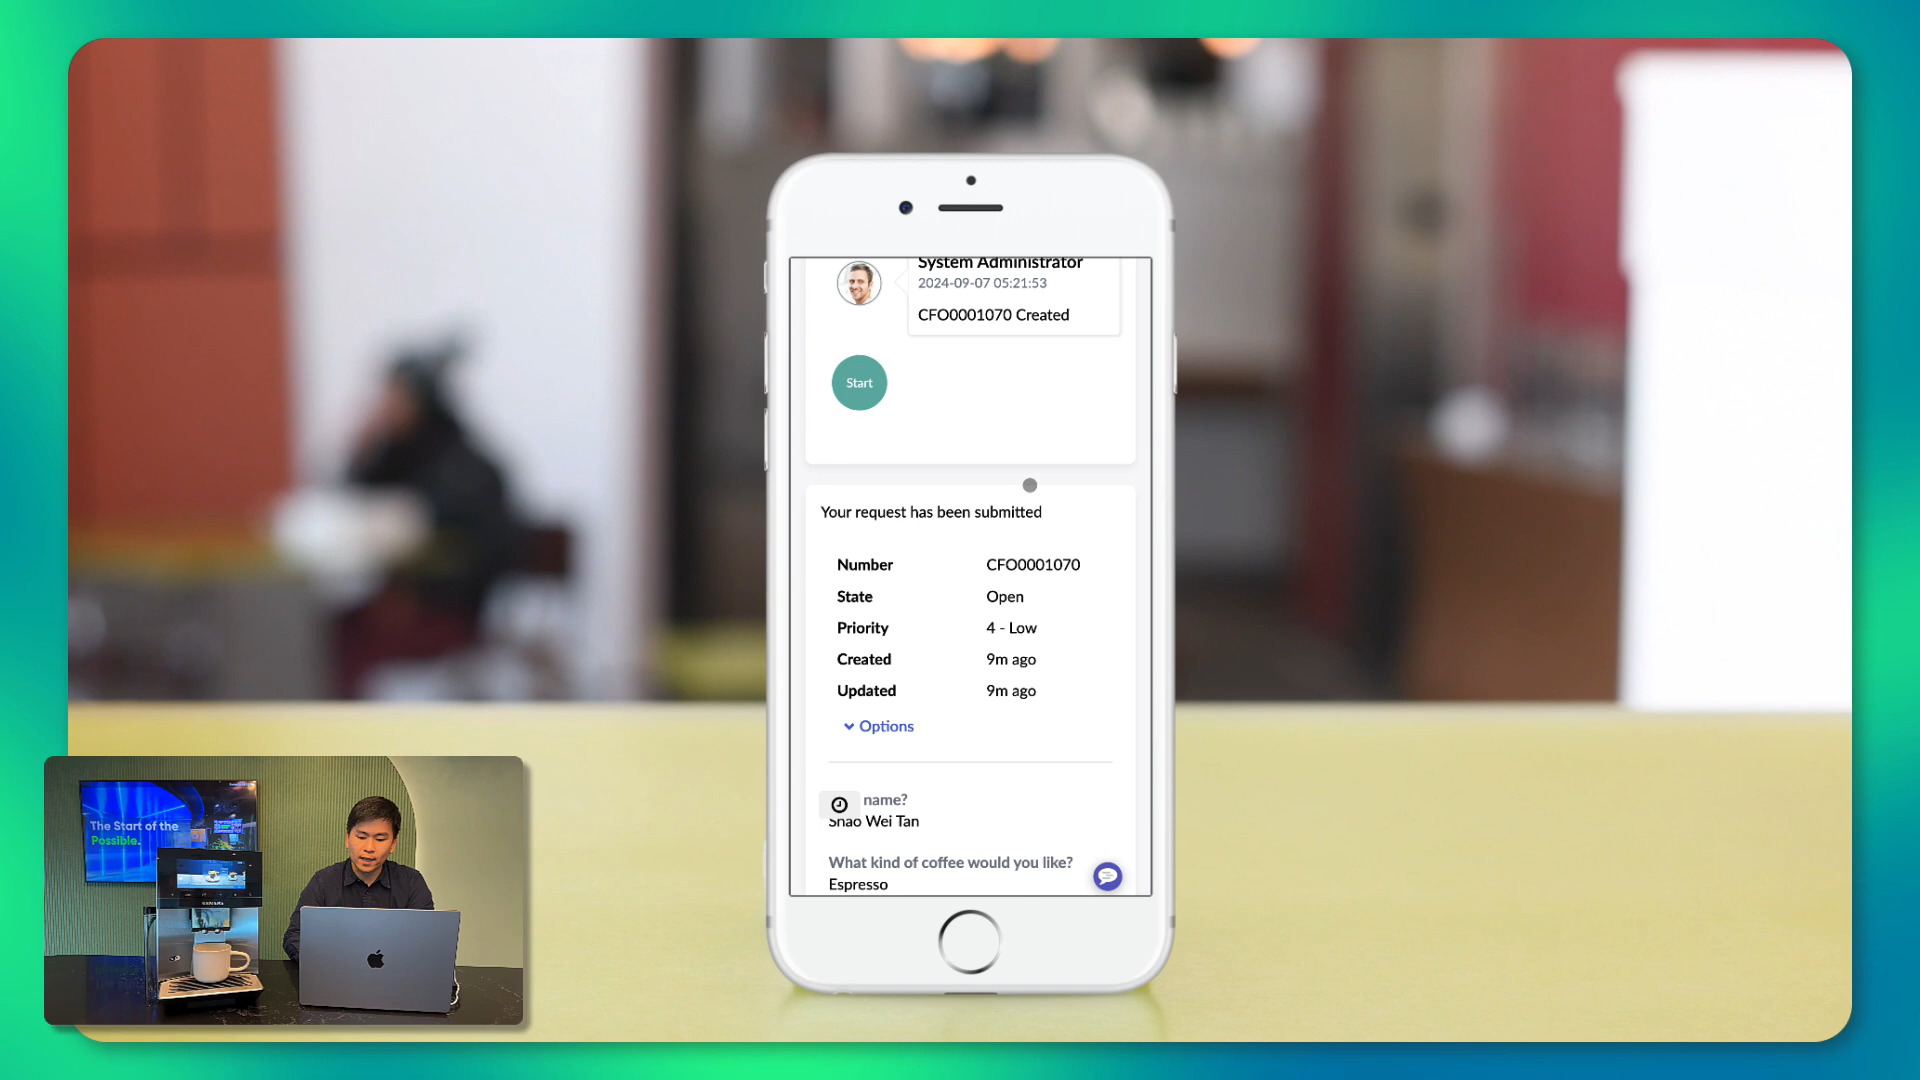 System Administrator
2024-09-07 05:21:53
CFO0001070 Created
Start
Your request has been submitted
Number CFO0001070
State Open
Priority 4 - Low
Created 9m ago
Updated 9m ago
Options
name?
Shao Wei Tan
What kind of coffee would you like?
Espresso
The Start of the
Possible.
SIEMENS